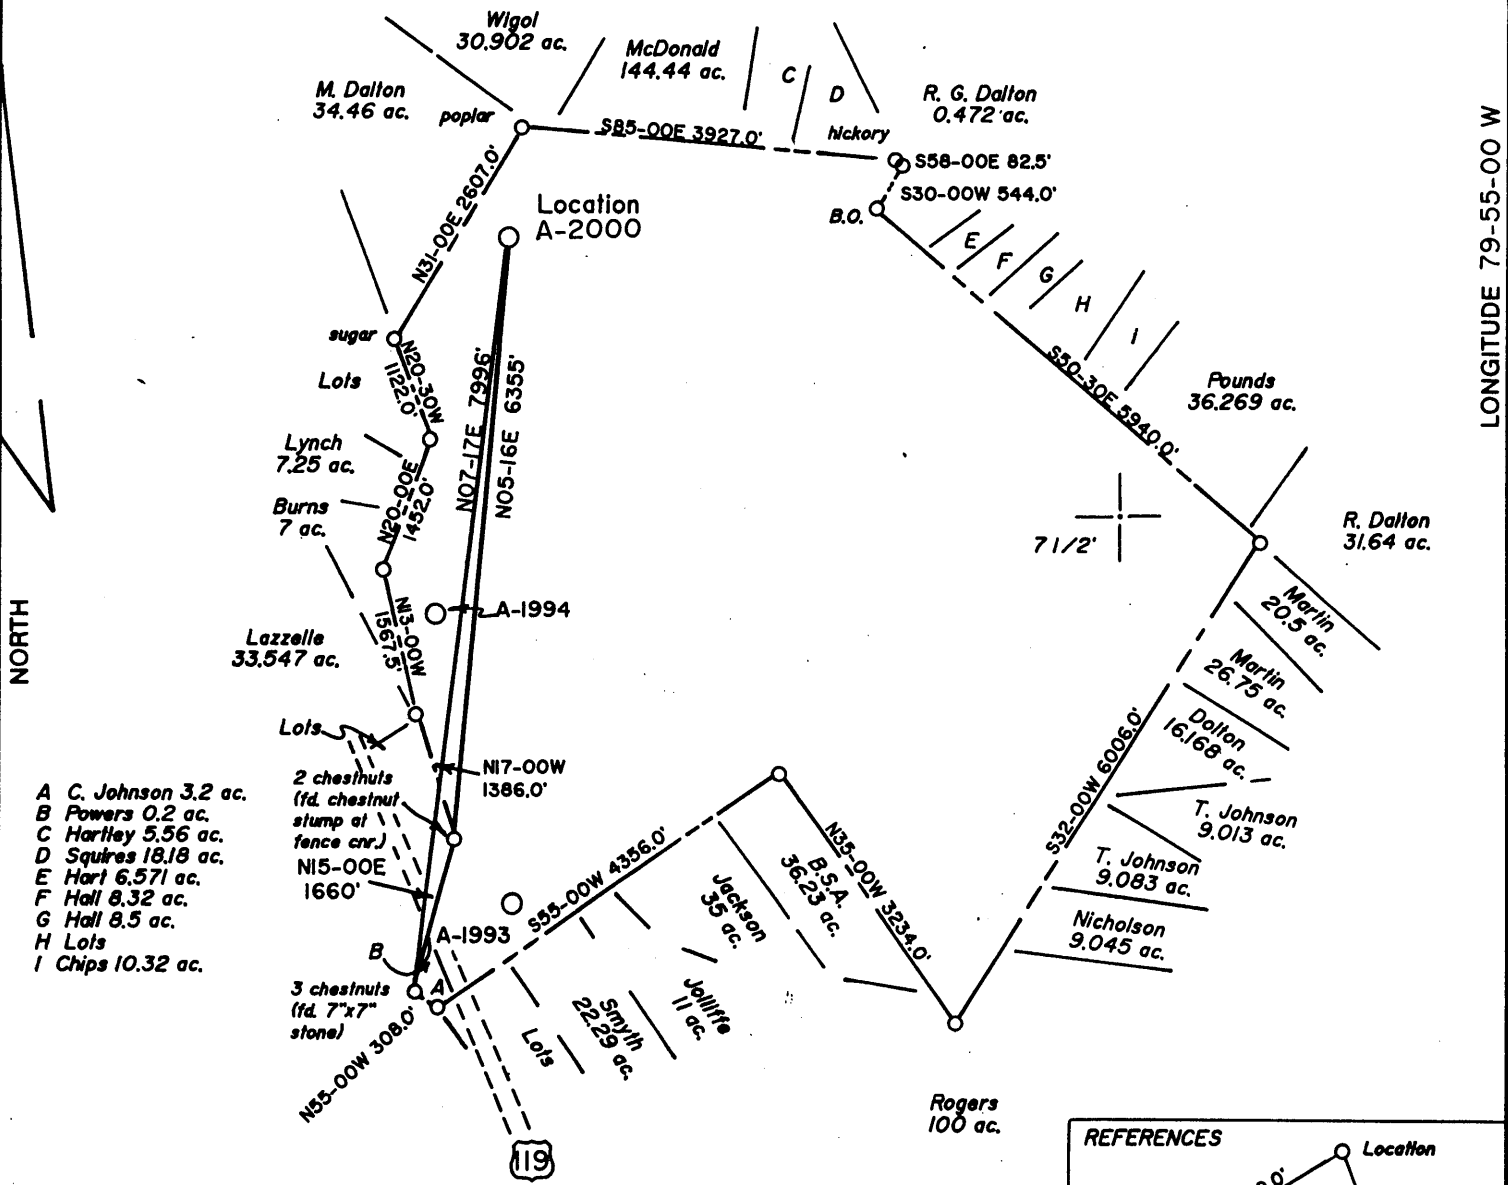 Wigol
30.902 ac.
McDonald
144.44 ac.
C
D
M. Dalton
34.46 ac.
poplar
hickory
R. G. Dalton
0.472 ac.
S85-00E 3927.0'
S58-00E 82.5'
S30-00W 544.0'
B.O.
N31-00E 2607.0'
Location
A-2000
E
F
G
H
I
LONGITUDE 79-55-00 W
sugar
Lots
N20-30W
1122.0'
N07-17E 7996'
N05-16E 6355'
S50-30E 5940.0'
Pounds
36.269 ac.
Lynch
7.25 ac.
N20-00E
1452.0'
Burns
7 ac.
7 1/2'
R. Dalton
31.64 ac.
NORTH
N13-00W
1567.5'
A-1994
Lazzelle
33.547 ac.
Martin
20.5 ac.
Martin
26.75 ac.
Dalton
16.168 ac.
Lots
2 chestnuts
(fd. chestnut
stump at
fence cnr.)
N17-00W
1386.0'
T. Johnson
9.013 ac.
S32-00W 6006.0'
T. Johnson
9.083 ac.
Nicholson
9.045 ac.
A C. Johnson 3.2 ac.
B Powers 0.2 ac.
C Hartley 5.56 ac.
D Squires 18.18 ac.
E Hart 6.571 ac.
F Hall 8.32 ac.
G Hall 8.5 ac.
H Lots
I Chips 10.32 ac.
N15-00E
1660'
S55-00W 4356.0'
N35-00W 3234.0'
B.S.A.
36.23 ac.
Jackson
35 ac.
A-1993
B
A
3 chestnuts
(fd. 7"x7"
stone)
N55-00W 308.0'
Lots
Smyth
22.29 ac.
Jolliffe
11 ac.
119
Rogers
100 ac.
REFERENCES
Location